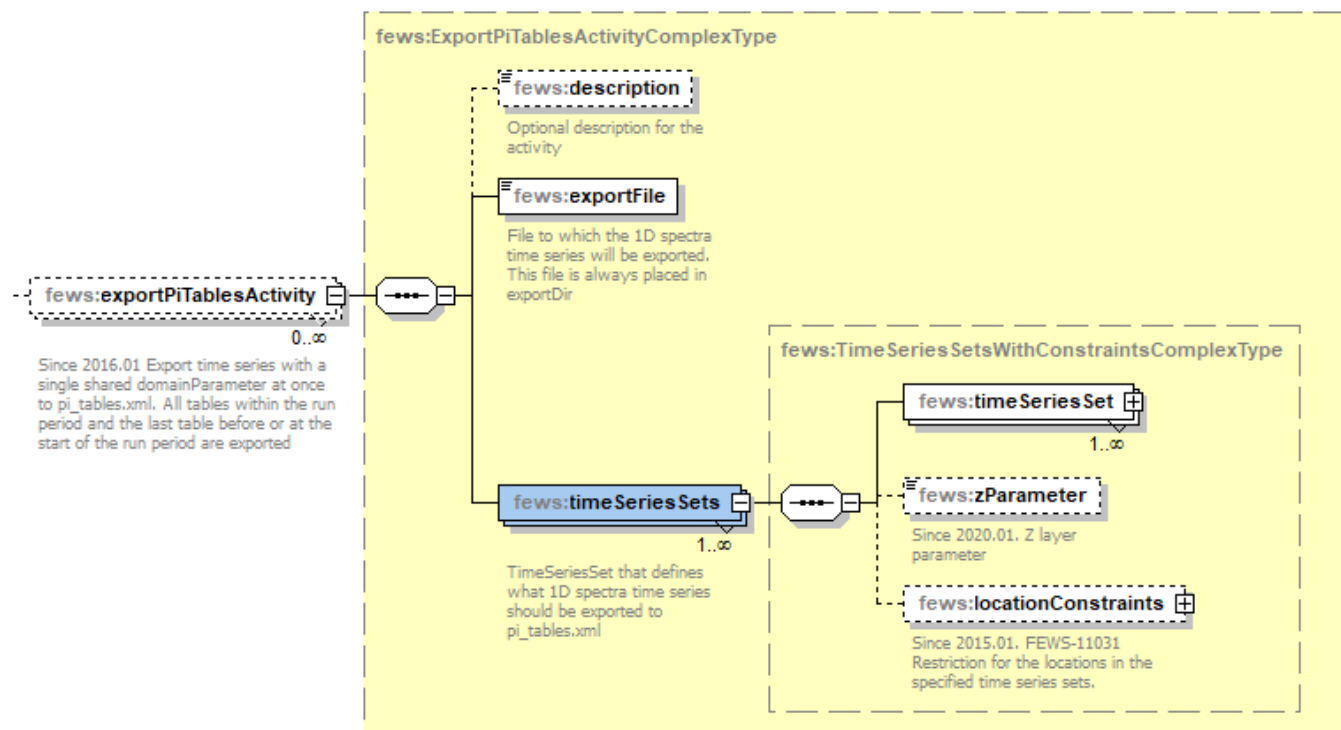 fews:ExportPiTablesActivityComplexType
fews:description
Optional description for the
activity
fews:exportFile
File to which the 1D spectra
time series will be exported.
This file is always placed in
exportDir
fews:exportPiTablesActivity
0..∞
Since 2016.01 Export time series with a
single shared domainParameter at once
to pi_tables.xml. All tables within the run
period and the last table before or at the
start of the run period are exported
fews:timeSeriesSets
1..∞
TimeSeriesSet that defines
what 1D spectra time series
should be exported to
pi_tables.xml
fews:TimeSeriesSetsWithConstraintsComplexType
fews:timeSeriesSet
1..∞
fews:zParameter
Since 2020.01. Z layer
parameter
fews:locationConstraints
Since 2015.01. FEWS-11031
Restriction for the locations in the
specified time series sets.